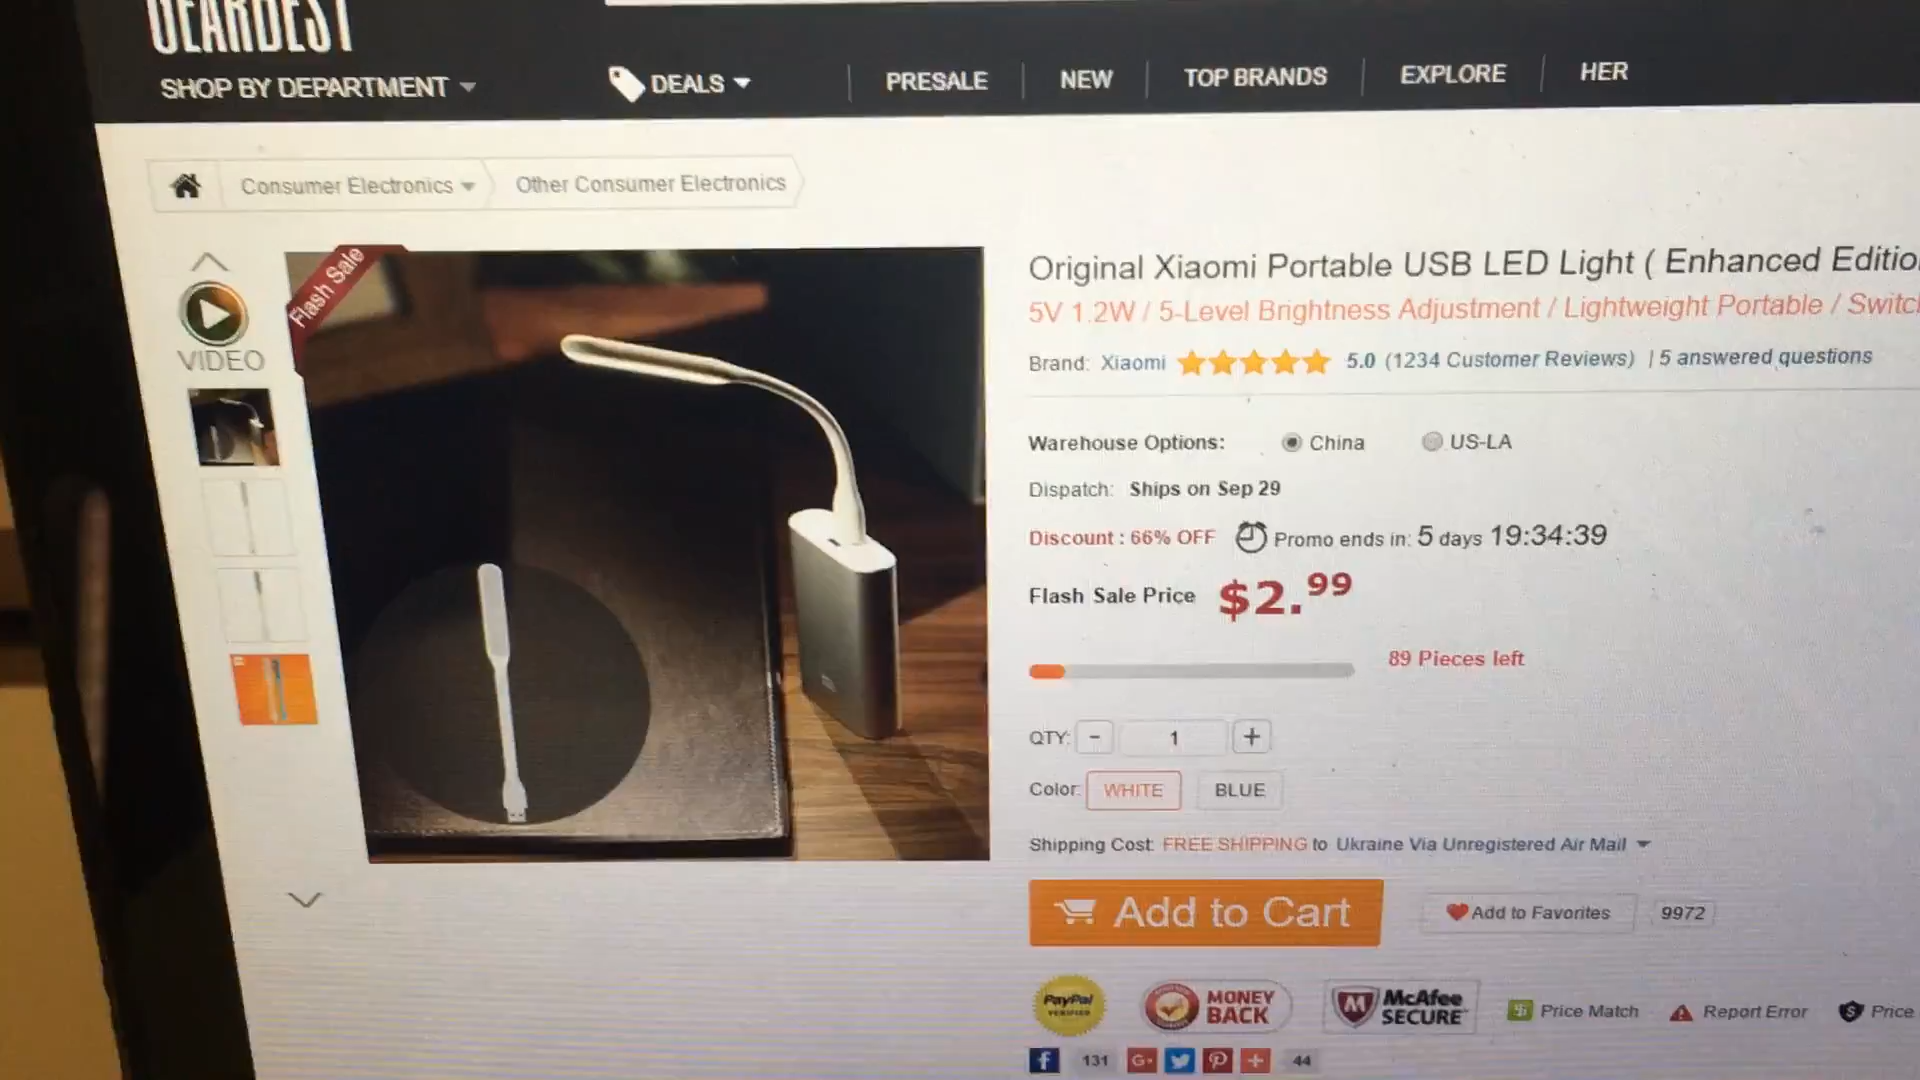 GEARBEST
SHOP BY DEPARTMENT
DEALS
PRESALE
NEW
TOP BRANDS
EXPLORE
HER
Consumer Electronics
Other Consumer Electronics
Flash Sale
VIDEO
Original Xiaomi Portable USB LED Light ( Enhanced Editio
5V 1.2W / 5-Level Brightness Adjustment / Lightweight Portable / Switc
Brand: Xiaomi 5.0 (1234 Customer Reviews) | 5 answered questions
Warehouse Options: China US-LA
Dispatch: Ships on Sep 29
Discount : 66% OFF Promo ends in: 5 days 19:34:39
Flash Sale Price $2.99
89 Pieces left
QTY: - 1 +
Color: WHITE BLUE
Shipping Cost: FREE SHIPPING to Ukraine Via Unregistered Air Mail
Add to Cart
Add to Favorites
9972
PayPal
VERIFIED
MONEY
BACK
McAfee
SECURE
Price Match
Report Error
Price
f 131 G+ + 44